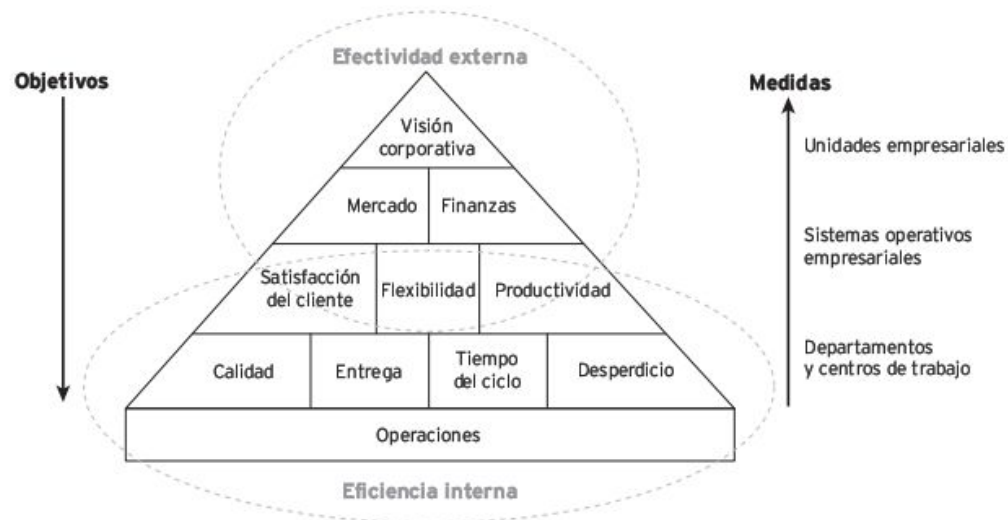 Efectividad externa
Objetivos
Medidas
Visión
corporativa
Unidades empresariales
Mercado
Finanzas
Sistemas operativos
empresariales
Satisfacción
del cliente
Flexibilidad
Productividad
Departamentos
y centros de trabajo
Calidad
Entrega
Tiempo
del ciclo
Desperdicio
Operaciones
Eficiencia interna